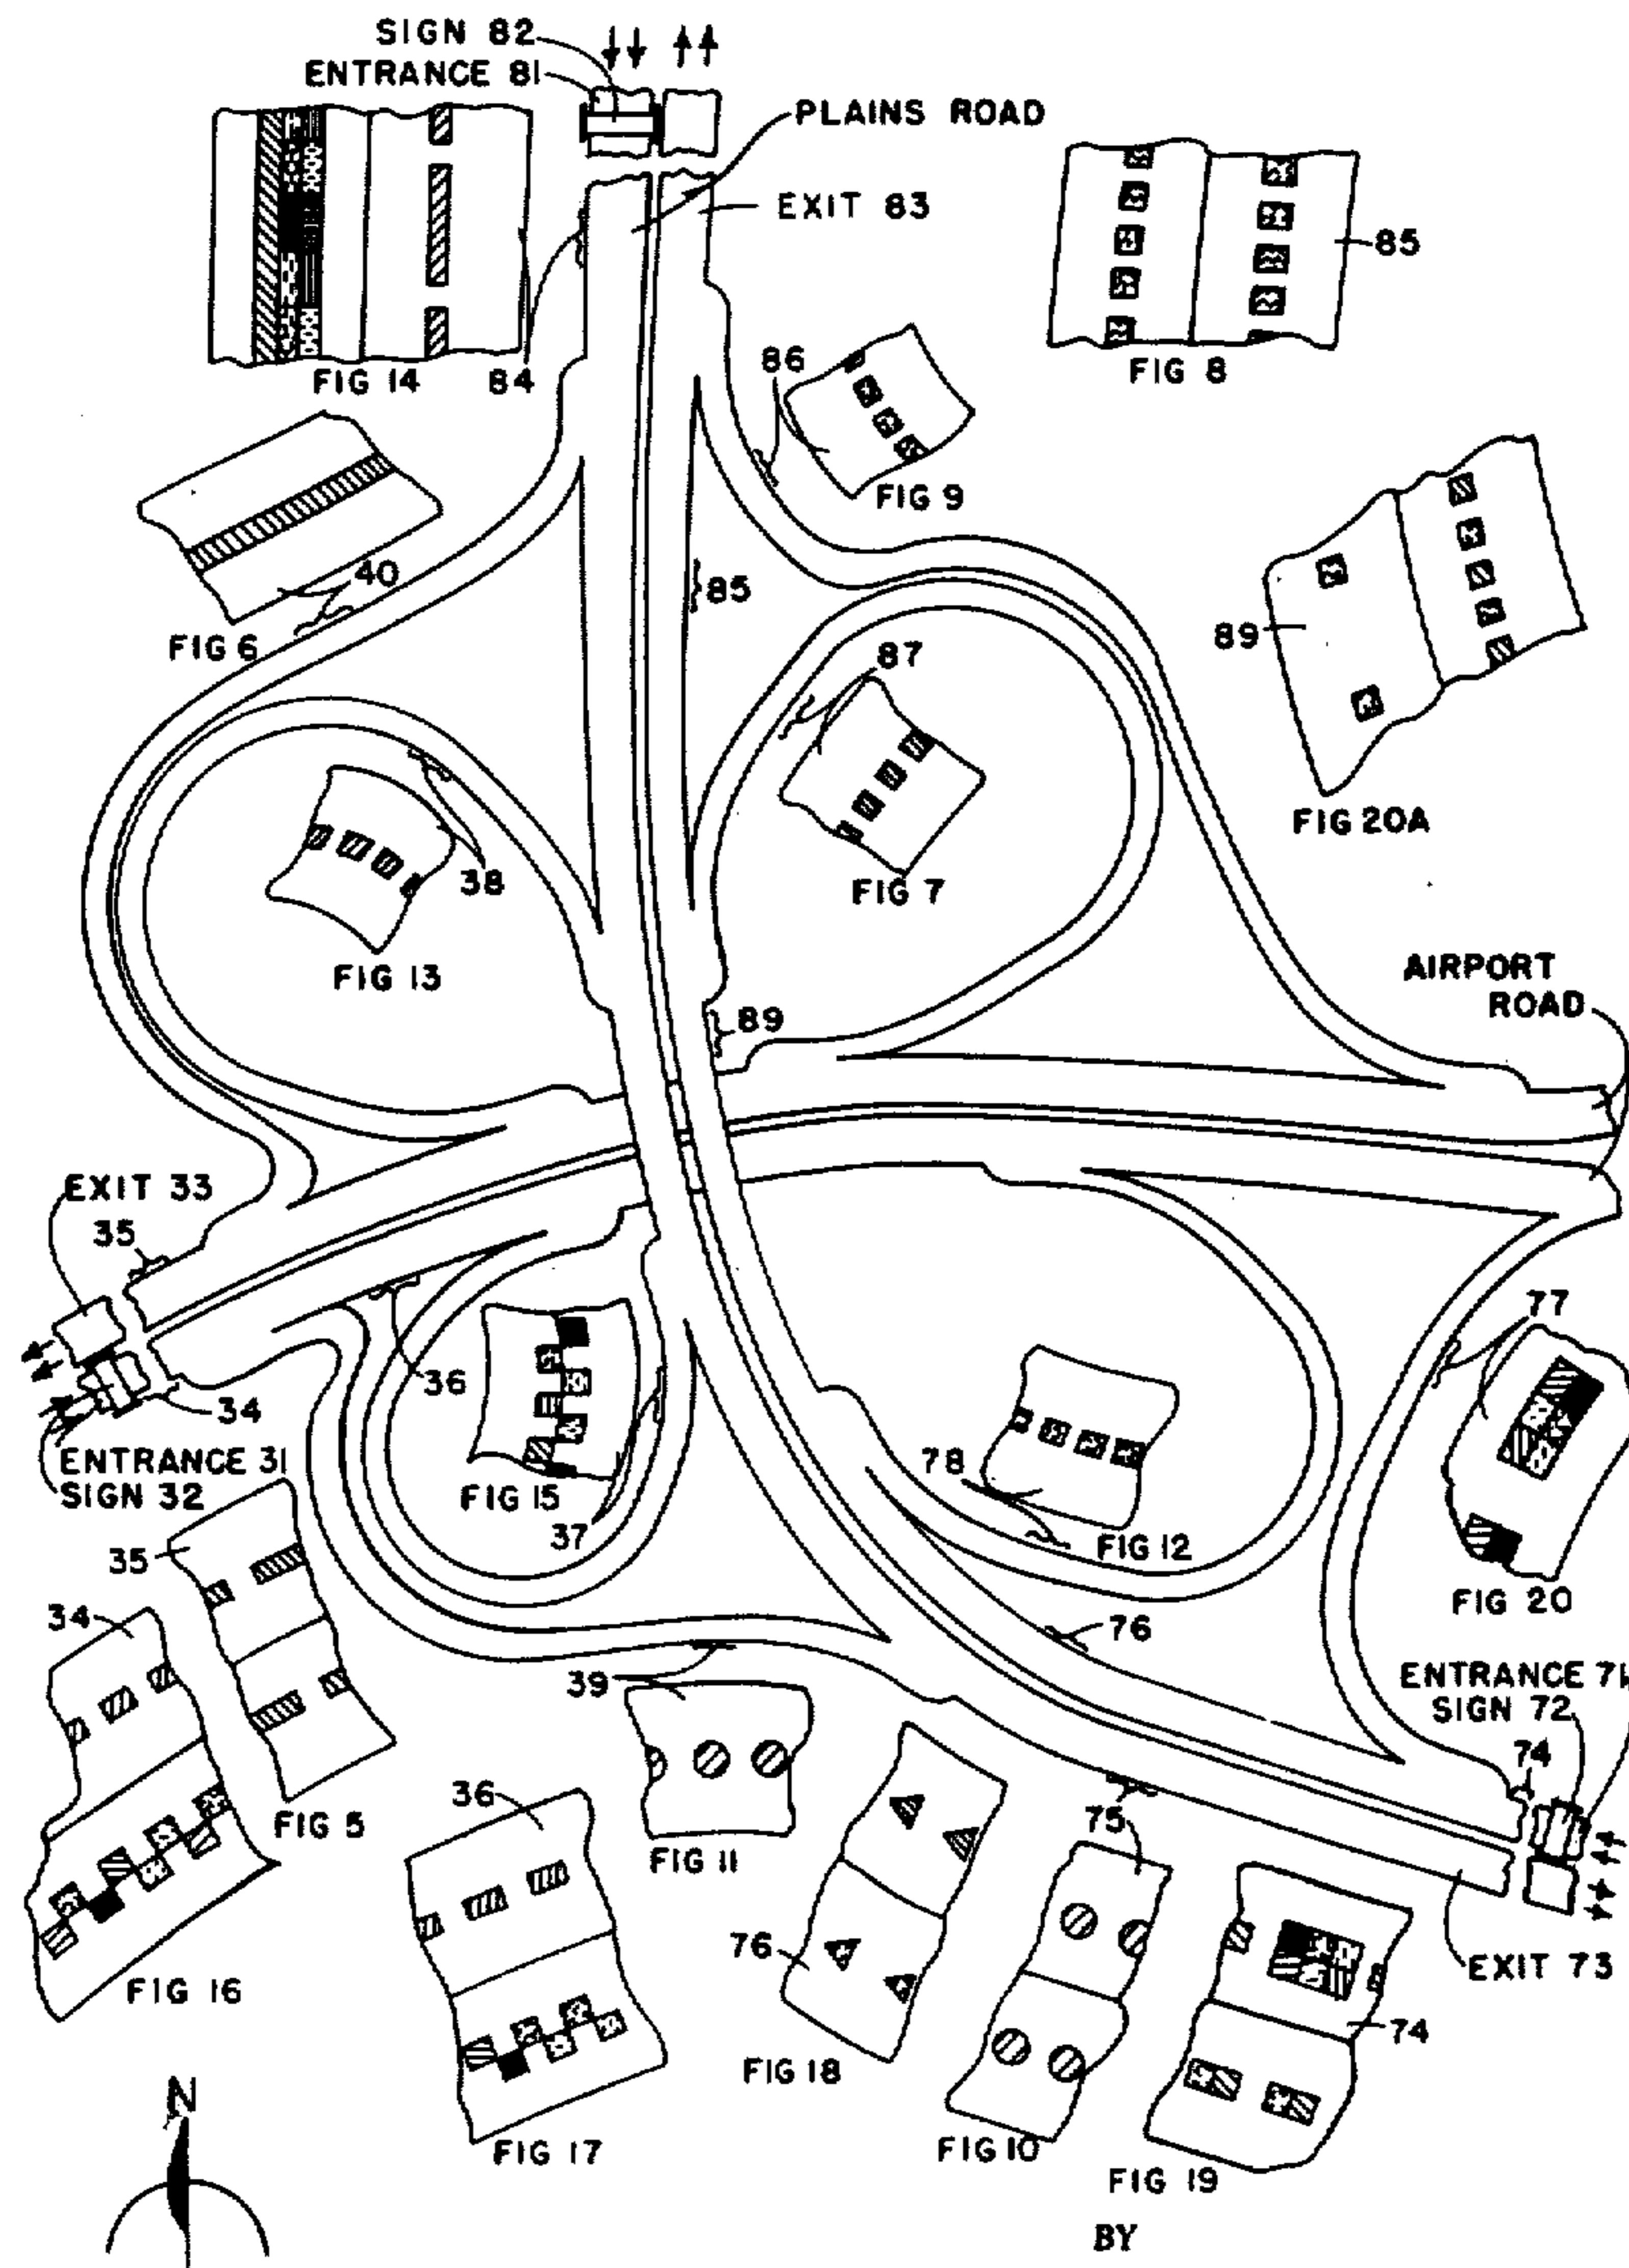 SIGN 82
ENTRANCE 81
PLAINS ROAD
EXIT 83
85
FIG 14
84
FIG 8
86
FIG 9
40
FIG 6
85
89
87
FIG 20A
38
FIG 7
FIG 13
AIRPORT
ROAD
89
EXIT 33
35
77
36
34
ENTRANCE 31
SIGN 32
78
FIG 15
37
FIG 12
35
FIG 20
34
76
39
ENTRANCE 71
SIGN 72
74
36
FIG 5
75
FIG 11
76
EXIT 73
FIG 16
74
FIG 18
FIG 17
FIG 10
FIG 19
N
BY